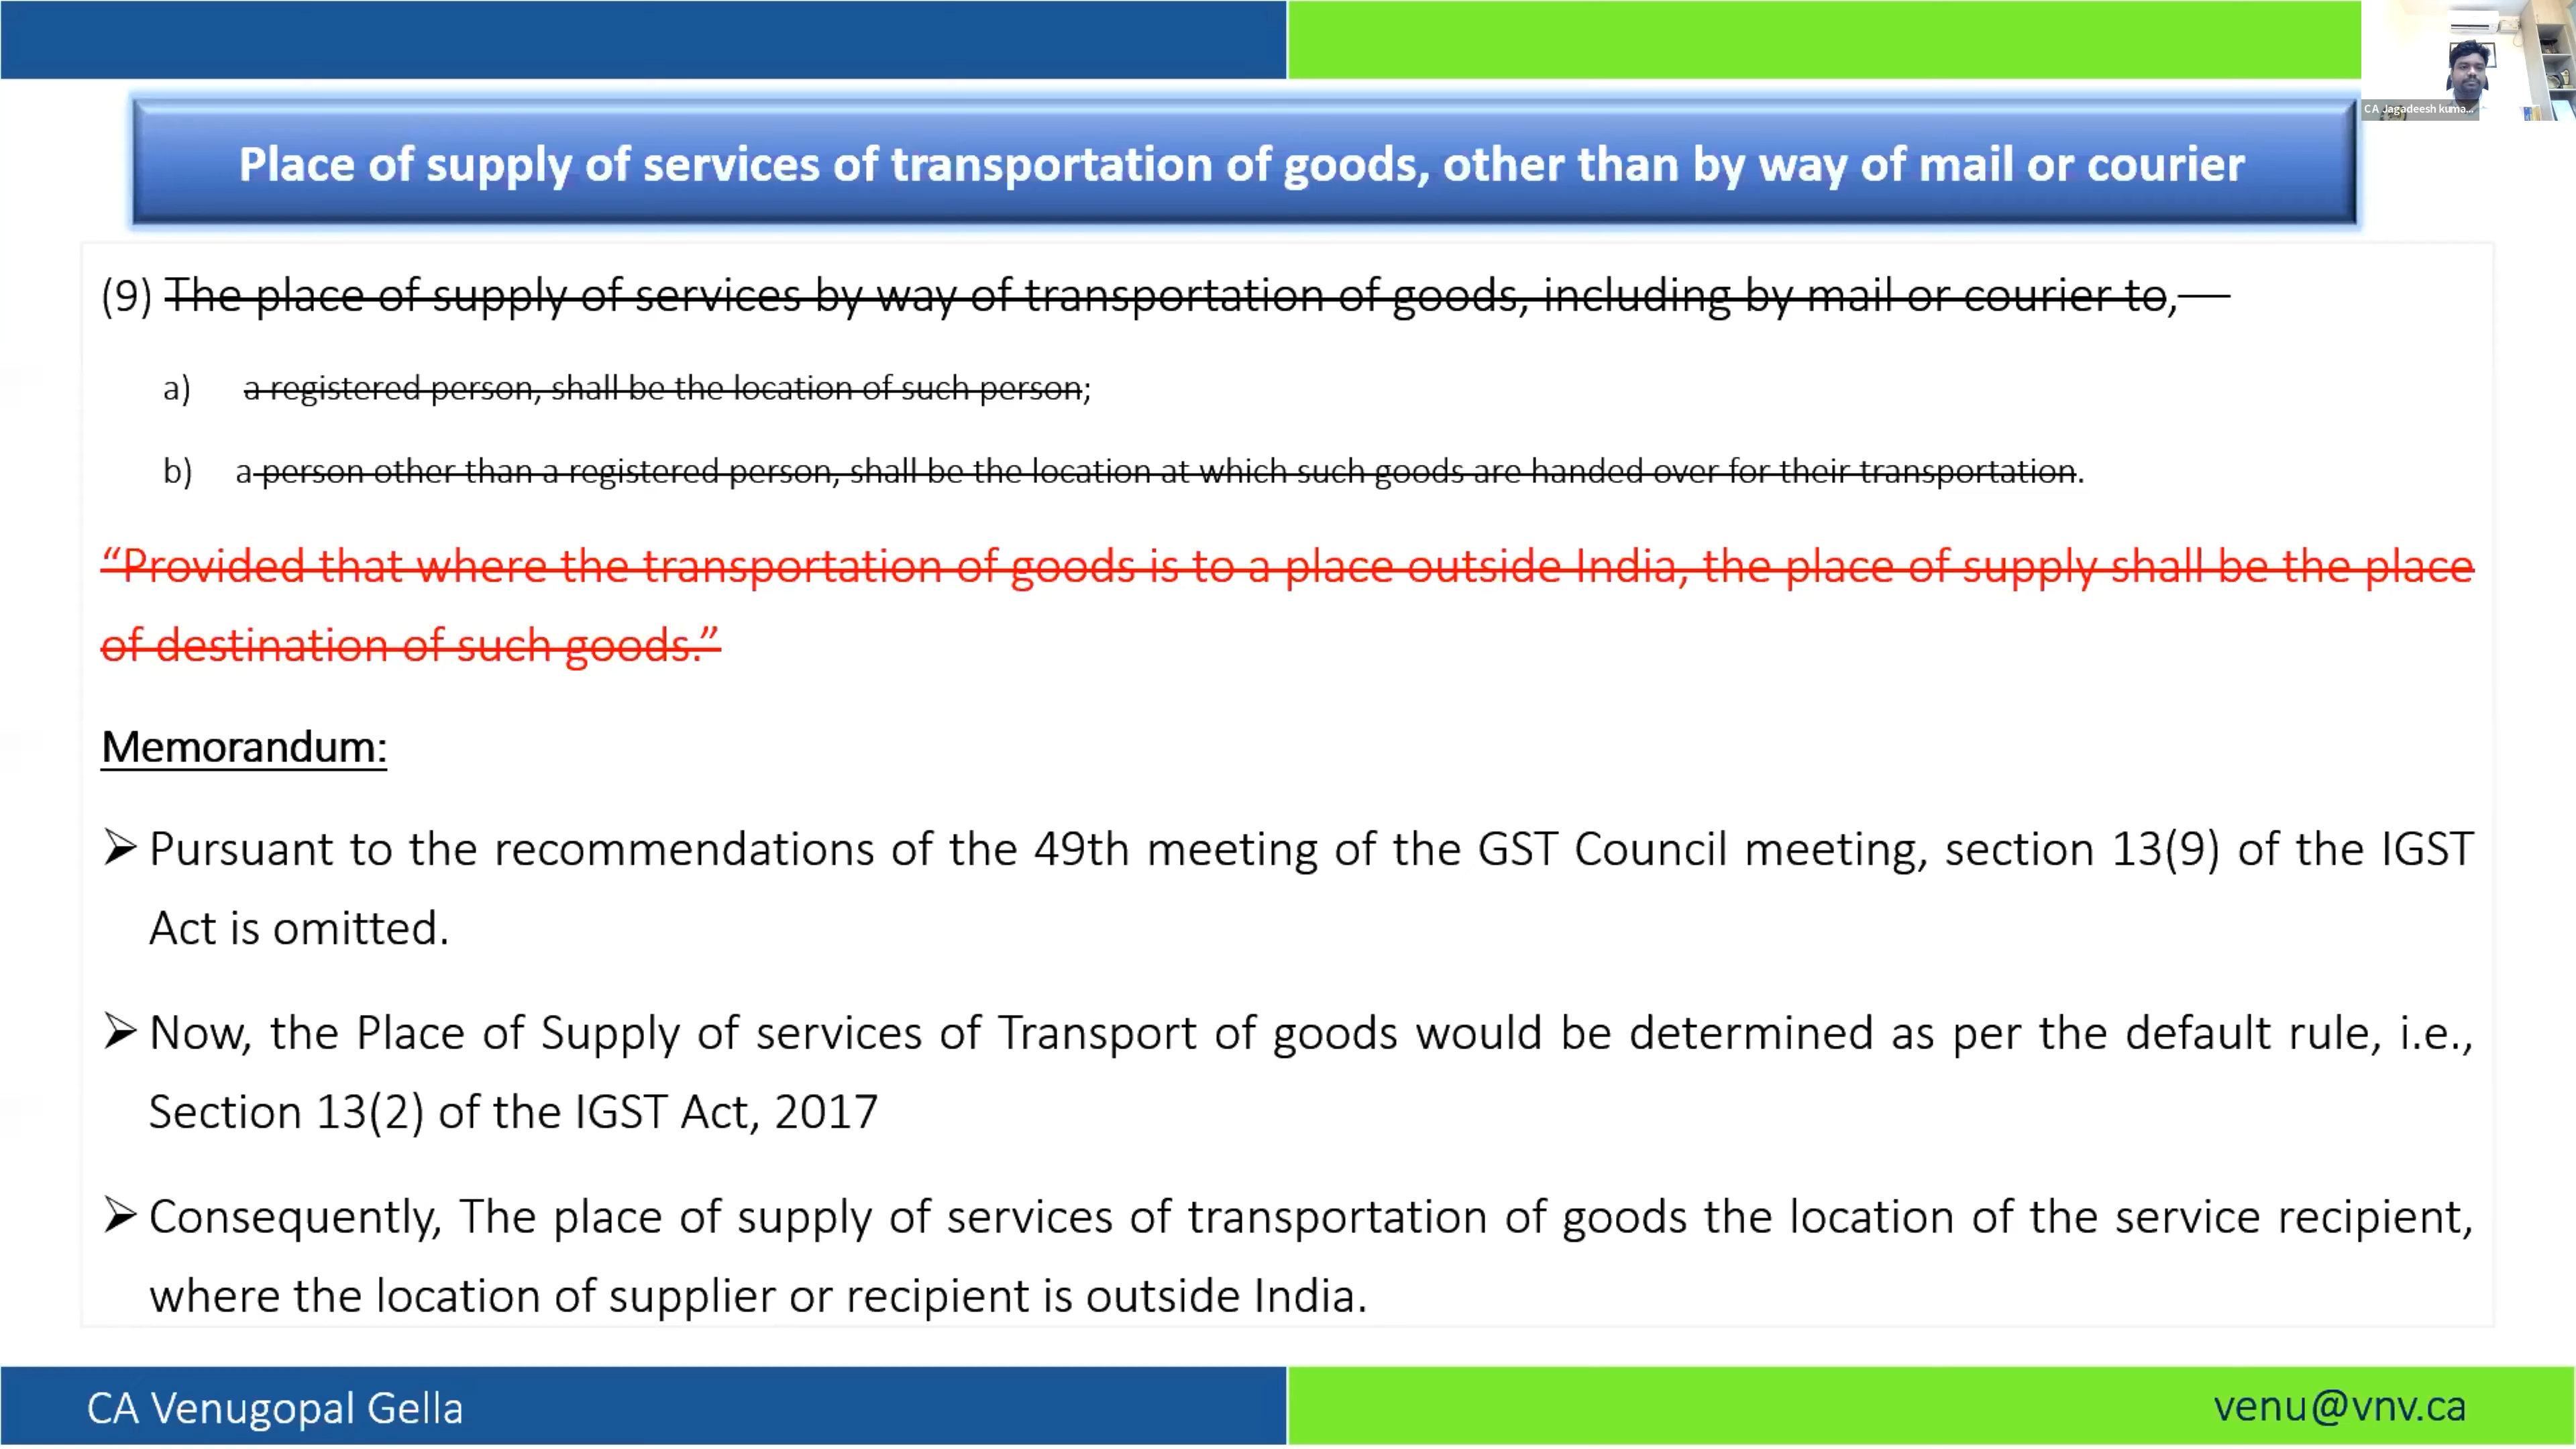 CA Jagadeesh kuma...
Place of supply of services of transportation of goods, other than by way of mail or courier
(9) The place of supply of services by way of transportation of goods, including by mail or courier to,—
a) a registered person, shall be the location of such person;
b) a person other than a registered person, shall be the location at which such goods are handed over for their transportation.
“Provided that where the transportation of goods is to a place outside India, the place of supply shall be the place
of destination of such goods.”
Memorandum:
➢ Pursuant to the recommendations of the 49th meeting of the GST Council meeting, section 13(9) of the IGST
Act is omitted.
➢ Now, the Place of Supply of services of Transport of goods would be determined as per the default rule, i.e.,
Section 13(2) of the IGST Act, 2017
➢ Consequently, The place of supply of services of transportation of goods the location of the service recipient,
where the location of supplier or recipient is outside India.
CA Venugopal Gella
venu@vnv.ca